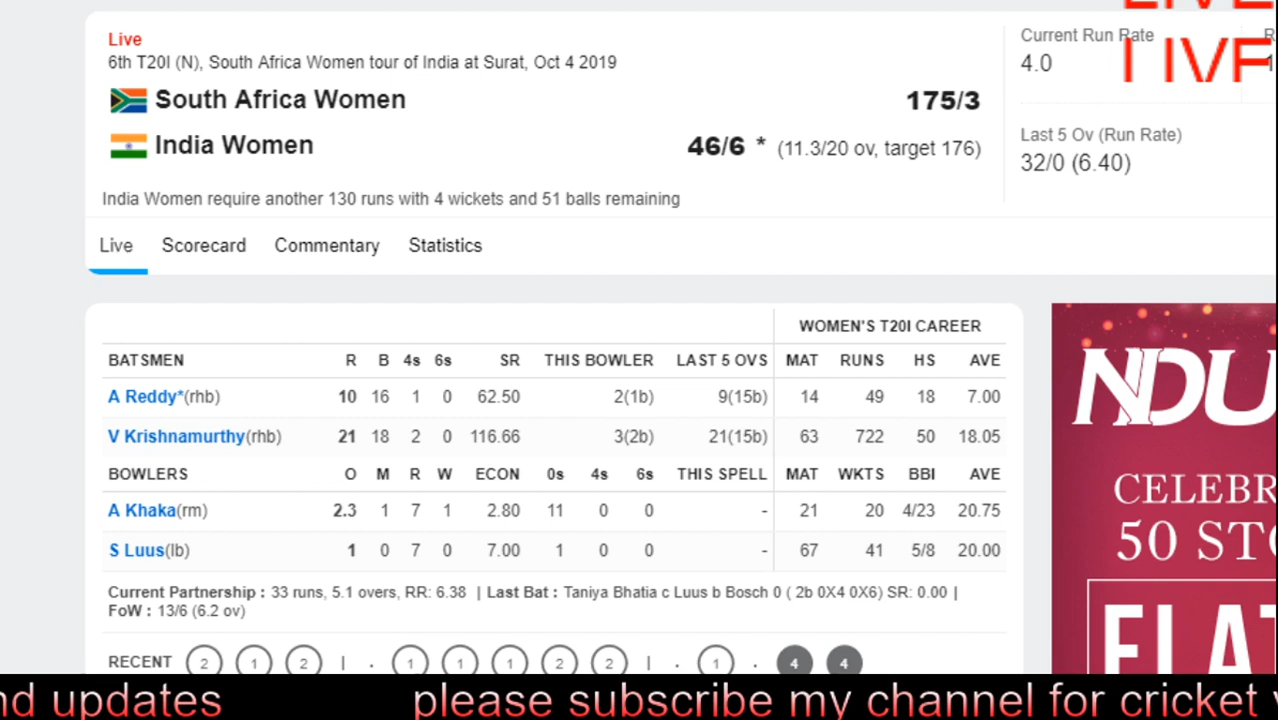 LIVE
Live
6th T20I (N), South Africa Women tour of India at Surat, Oct 4 2019
South Africa Women 175/3
India Women 46/6 * (11.3/20 ov, target 176)
India Women require another 130 runs with 4 wickets and 51 balls remaining
Current Run Rate
4.0
LIVE
Last 5 Ov (Run Rate)
32/0 (6.40)
Live Scorecard Commentary Statistics
WOMEN'S T20I CAREER
BATSMEN R B 4s 6s SR THIS BOWLER LAST 5 OVS MAT RUNS HS AVE
A Reddy*(rhb) 10 16 1 0 62.50 2(1b) 9(15b) 14 49 18 7.00
V Krishnamurthy(rhb) 21 18 2 0 116.66 3(2b) 21(15b) 63 722 50 18.05
BOWLERS O M R W ECON 0s 4s 6s THIS SPELL MAT WKTS BBI AVE
A Khaka(rm) 2.3 1 7 1 2.80 11 0 0 - 21 20 4/23 20.75
S Luus(lb) 1 0 7 0 7.00 1 0 0 - 67 41 5/8 20.00
Current Partnership : 33 runs, 5.1 overs, RR: 6.38 | Last Bat : Taniya Bhatia c Luus b Bosch 0 ( 2b 0X4 0X6) SR: 0.00 |
FoW : 13/6 (6.2 ov)
RECENT 2 1 2 | . 1 1 1 2 2 | . 1 . 4 4
NDU
CELEBR
50 STO
FLAT
nd updates please subscribe my channel for cricket